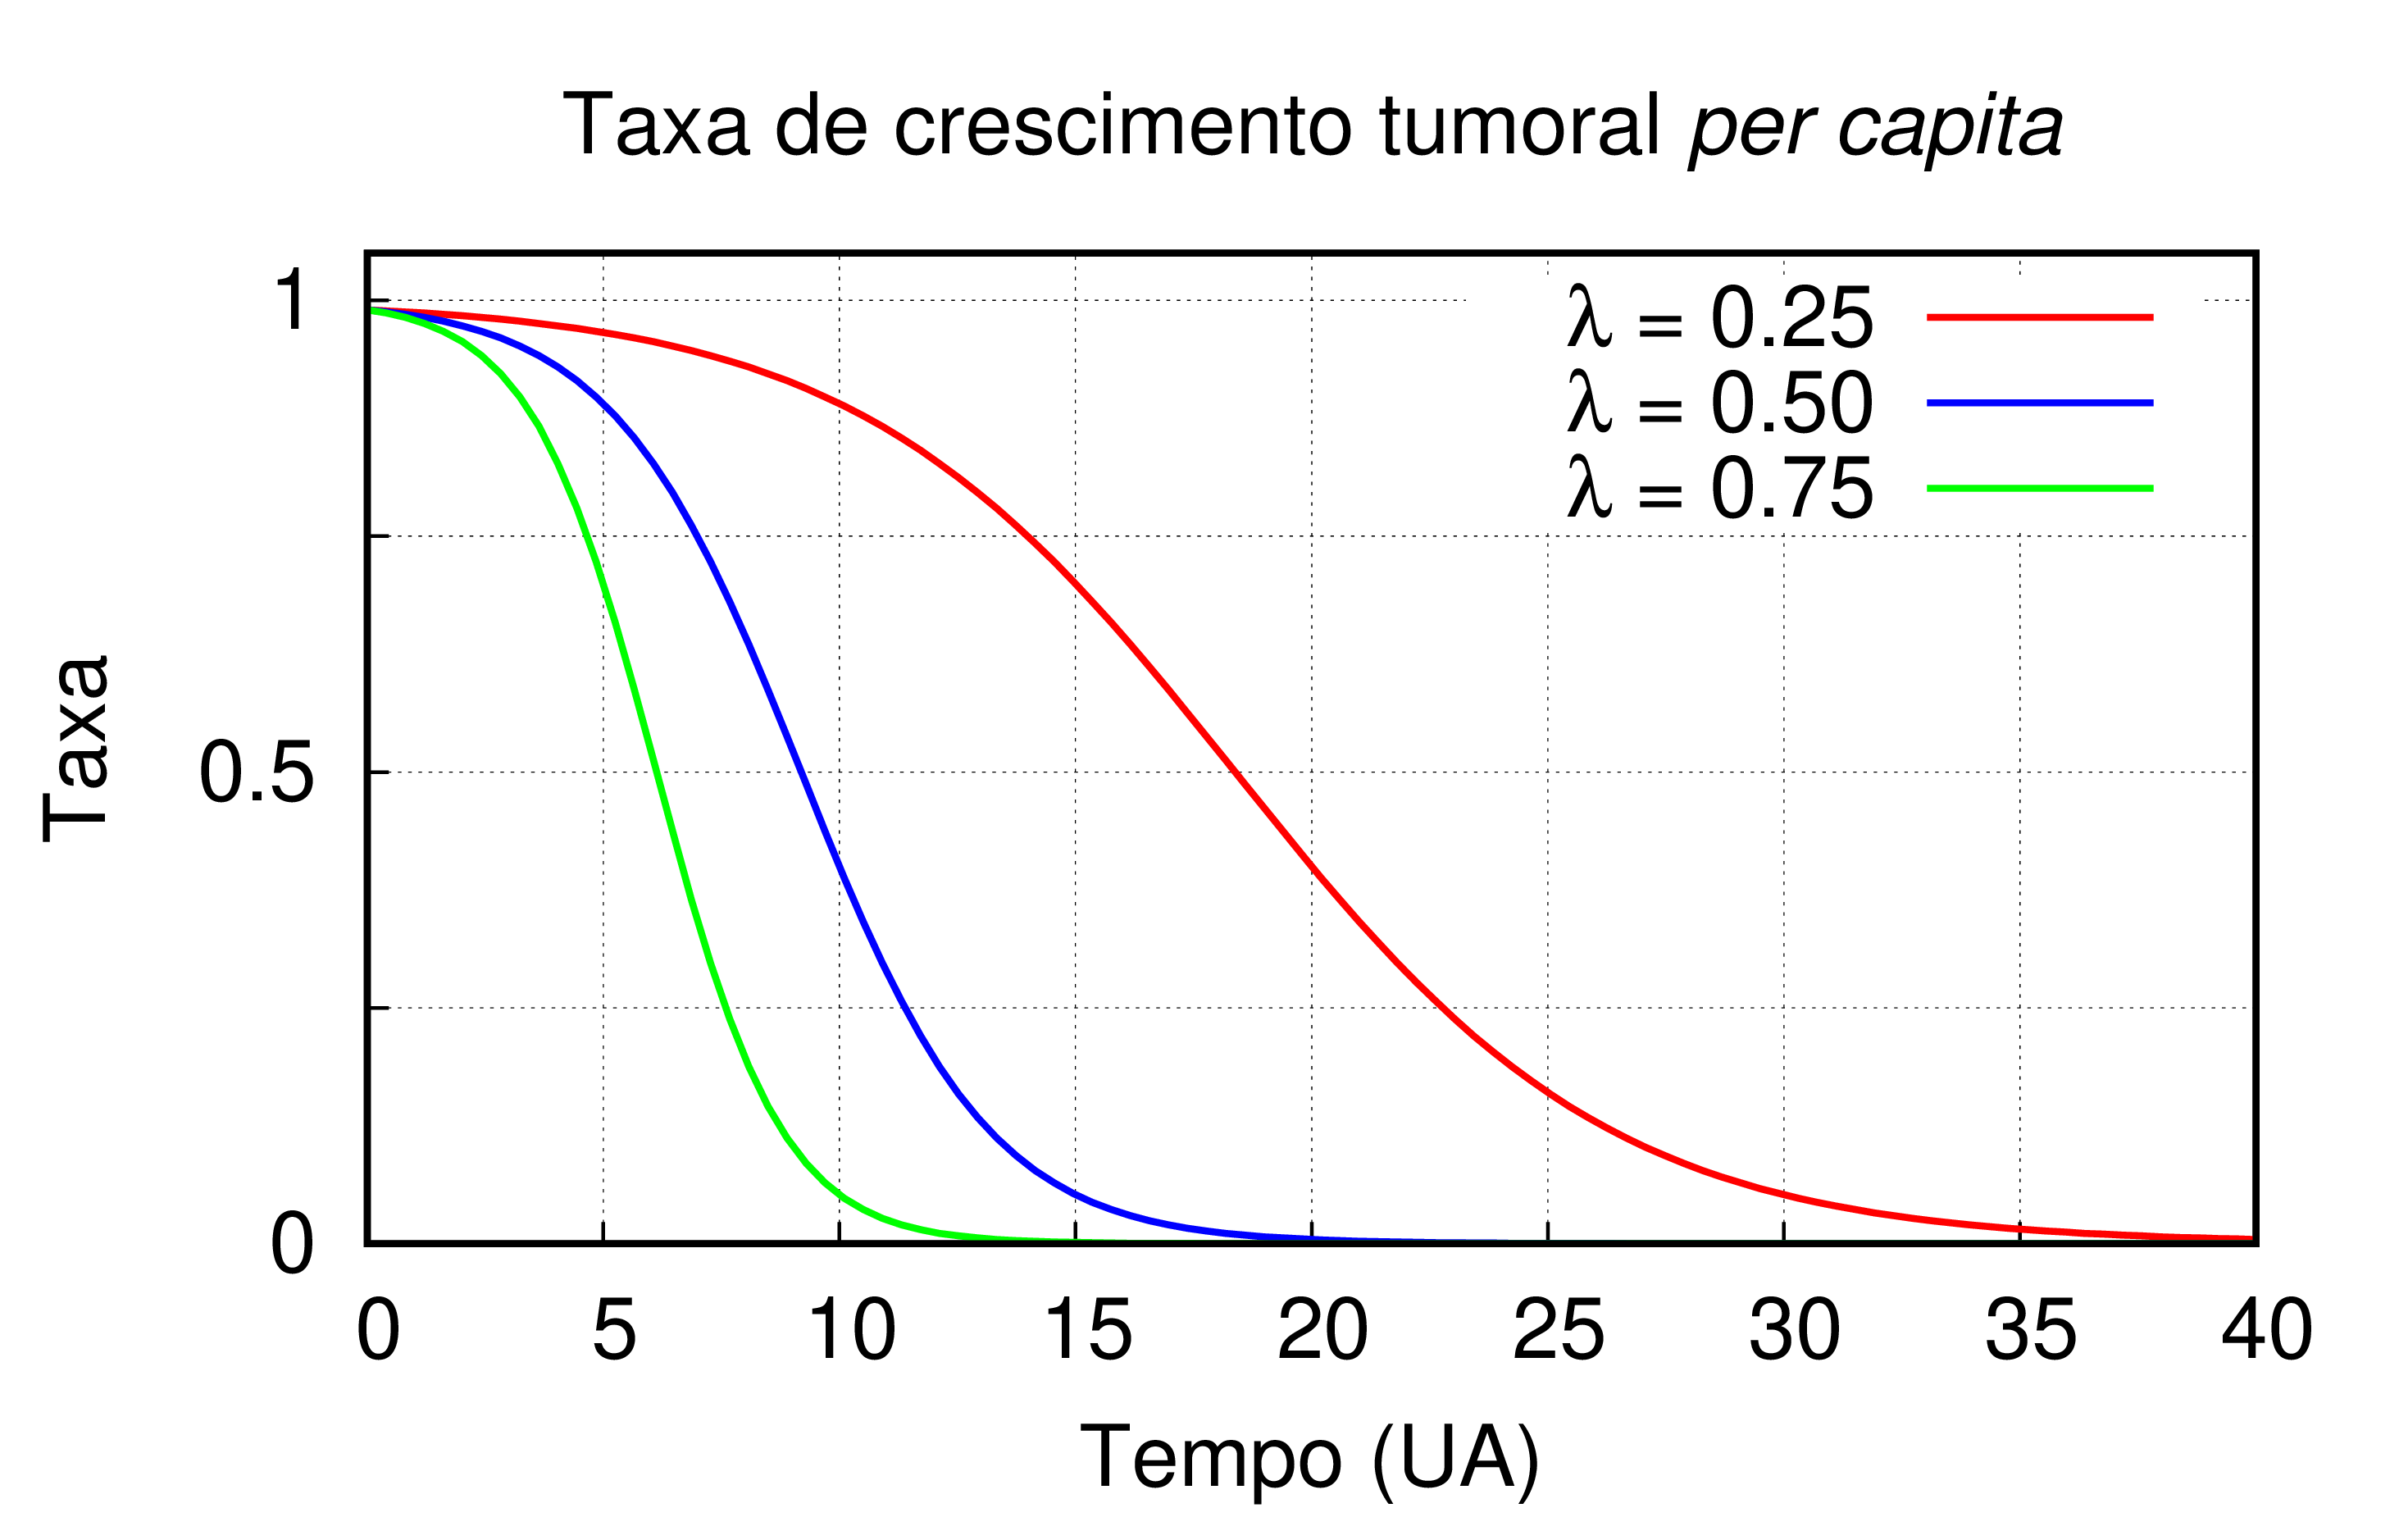 Taxa de crescimento tumoral per capita
1
λ = 0.25
λ = 0.50
λ = 0.75
Taxa
0.5
0
0 5 10 15 20 25 30 35 40
Tempo (UA)